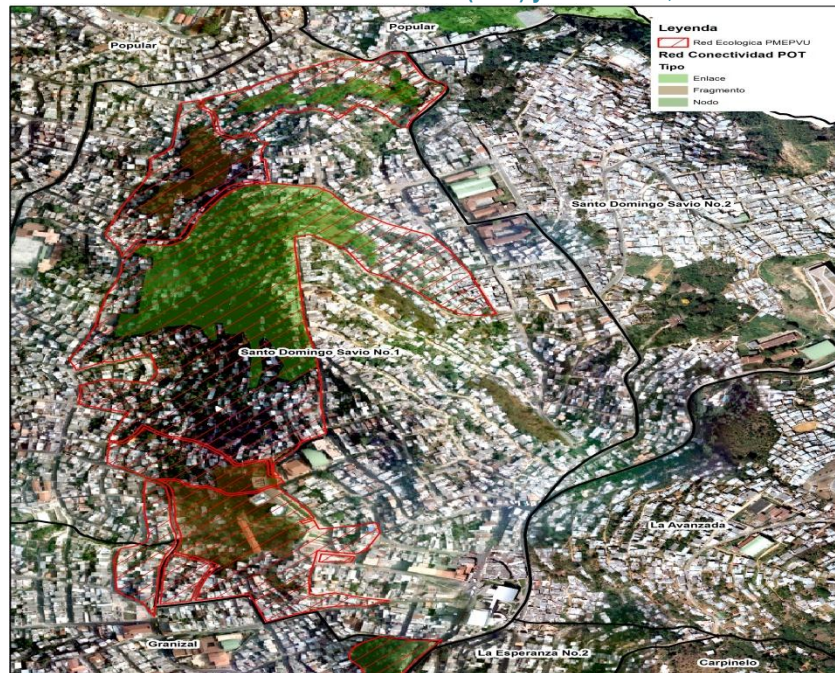 Popular
Popular
Leyenda
Red Ecologica PMEPVU
Red Conectividad POT
Tipo
Enlace
Fragmento
Nodo
Santo Domingo Savio No.2
Santo Domingo Savio No.1
La Avanzada
Granizal
La Esperanza No.2
Carpinelo